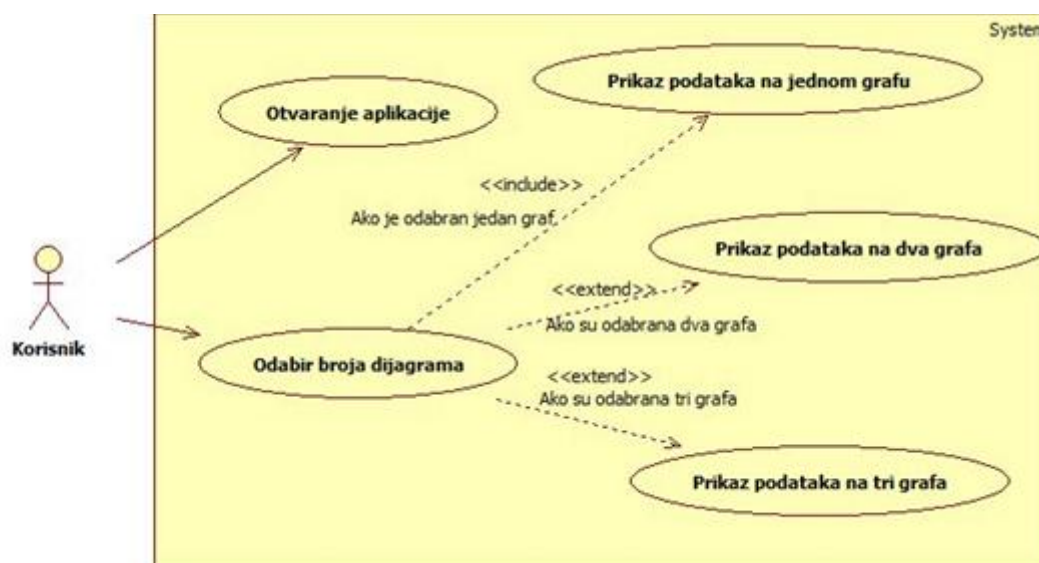 System
Prikaz podataka na jednom grafu
Otvaranje aplikacije
<<include>>
Ako je odabran jedan graf
Prikaz podataka na dva grafa
<<extend>>
Ako su odabrana dva grafa
Korisnik
Odabir broja dijagrama
<<extend>>
Ako su odabrana tri grafa
Prikaz podataka na tri grafa